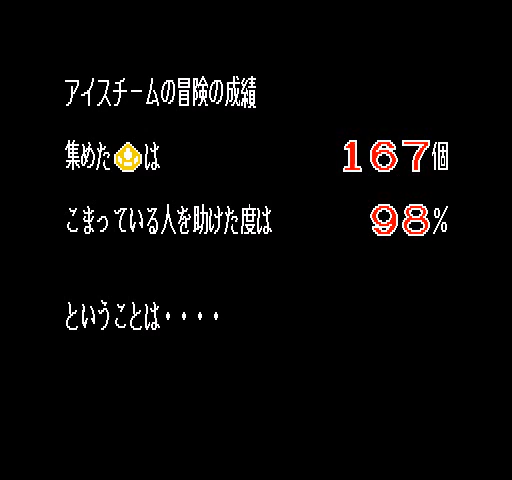 アイスチームの冒険の成績
集めたは 167個
こまっている人を助けた度は 98%
ということは・・・・